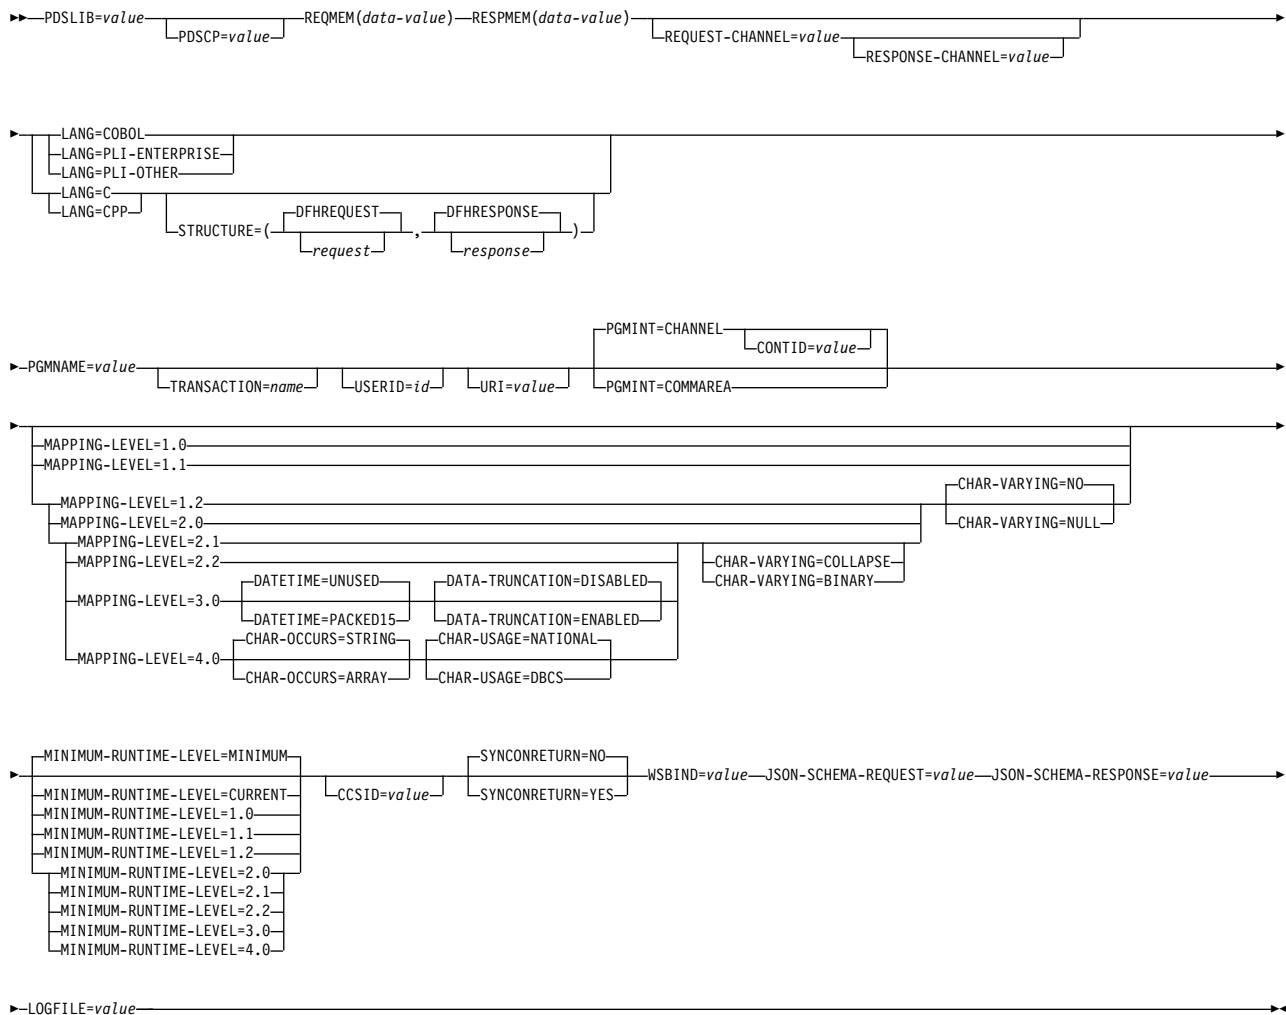 PDSLIB=value REQMEM(data-value) RESPMEM(data-value)
PDSCP=value REQUEST-CHANNEL=value
RESPONSE-CHANNEL=value
LANG=COBOL
LANG=PLI-ENTERPRISE
LANG=PLI-OTHER
LANG=C
LANG=CPP DFHREQUEST DFHRESPONSE
STRUCTURE=( , )
request response
PGMINT=CHANNEL
CONTID=value
PGMNAME=value
TRANSACTION=name USERID=id URI=value PGMINT=COMMAREA
MAPPING-LEVEL=1.0
MAPPING-LEVEL=1.1
CHAR-VARYING=NO
MAPPING-LEVEL=1.2
MAPPING-LEVEL=2.0 CHAR-VARYING=NULL
MAPPING-LEVEL=2.1
MAPPING-LEVEL=2.2 CHAR-VARYING=COLLAPSE
DATETIME=UNUSED DATA-TRUNCATION=DISABLED CHAR-VARYING=BINARY
MAPPING-LEVEL=3.0
DATETIME=PACKED15 DATA-TRUNCATION=ENABLED
CHAR-OCCURS=STRING CHAR-USAGE=NATIONAL
MAPPING-LEVEL=4.0
CHAR-OCCURS=ARRAY CHAR-USAGE=DBCS
MINIMUM-RUNTIME-LEVEL=MINIMUM SYNCONRETURN=NO
WSBIND=value JSON-SCHEMA-REQUEST=value JSON-SCHEMA-RESPONSE=value
MINIMUM-RUNTIME-LEVEL=CURRENT CCSID=value SYNCONRETURN=YES
MINIMUM-RUNTIME-LEVEL=1.0
MINIMUM-RUNTIME-LEVEL=1.1
MINIMUM-RUNTIME-LEVEL=1.2
MINIMUM-RUNTIME-LEVEL=2.0
MINIMUM-RUNTIME-LEVEL=2.1
MINIMUM-RUNTIME-LEVEL=2.2
MINIMUM-RUNTIME-LEVEL=3.0
MINIMUM-RUNTIME-LEVEL=4.0
LOGFILE=value